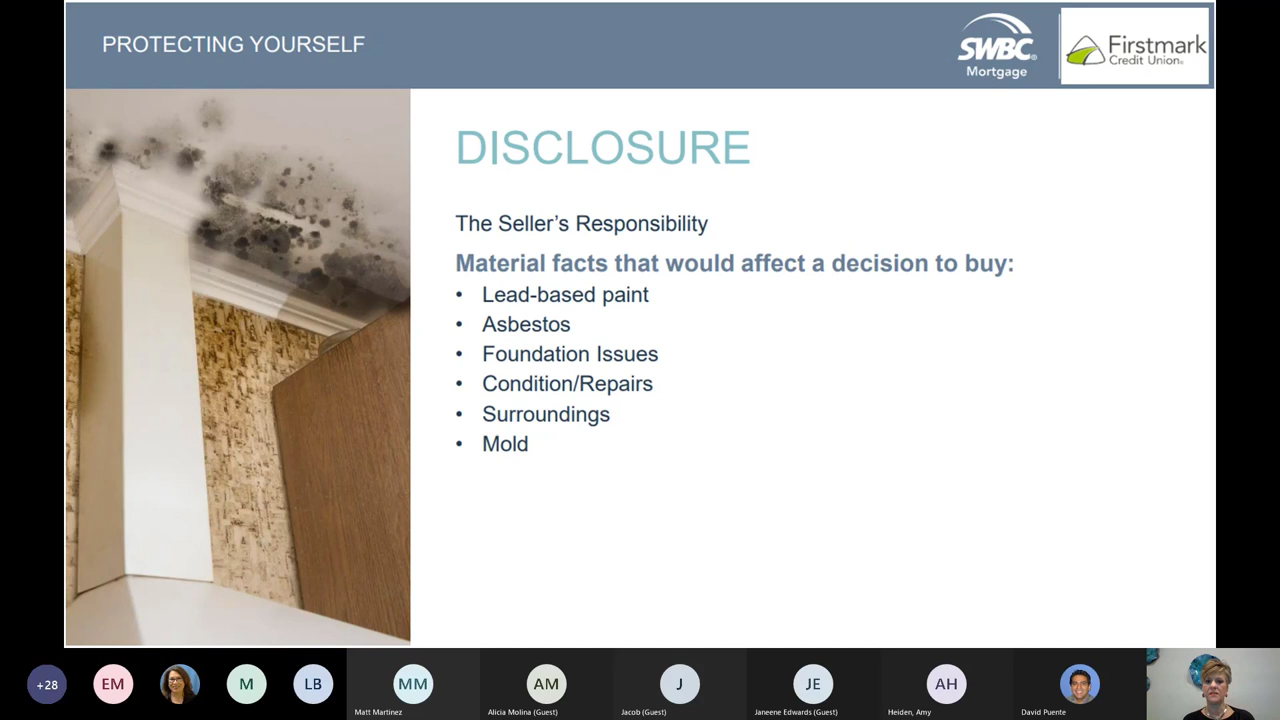 PROTECTING YOURSELF
SWBC®
Mortgage
Firstmark
Credit Union®
DISCLOSURE
The Seller's Responsibility
Material facts that would affect a decision to buy:
• Lead-based paint
• Asbestos
• Foundation Issues
• Condition/Repairs
• Surroundings
• Mold
+28
EM
M
LB
MM
Matt Martinez
AM
Alicia Molina (Guest)
J
Jacob (Guest)
JE
Janeene Edwards (Guest)
AH
Heiden, Amy
David Puente